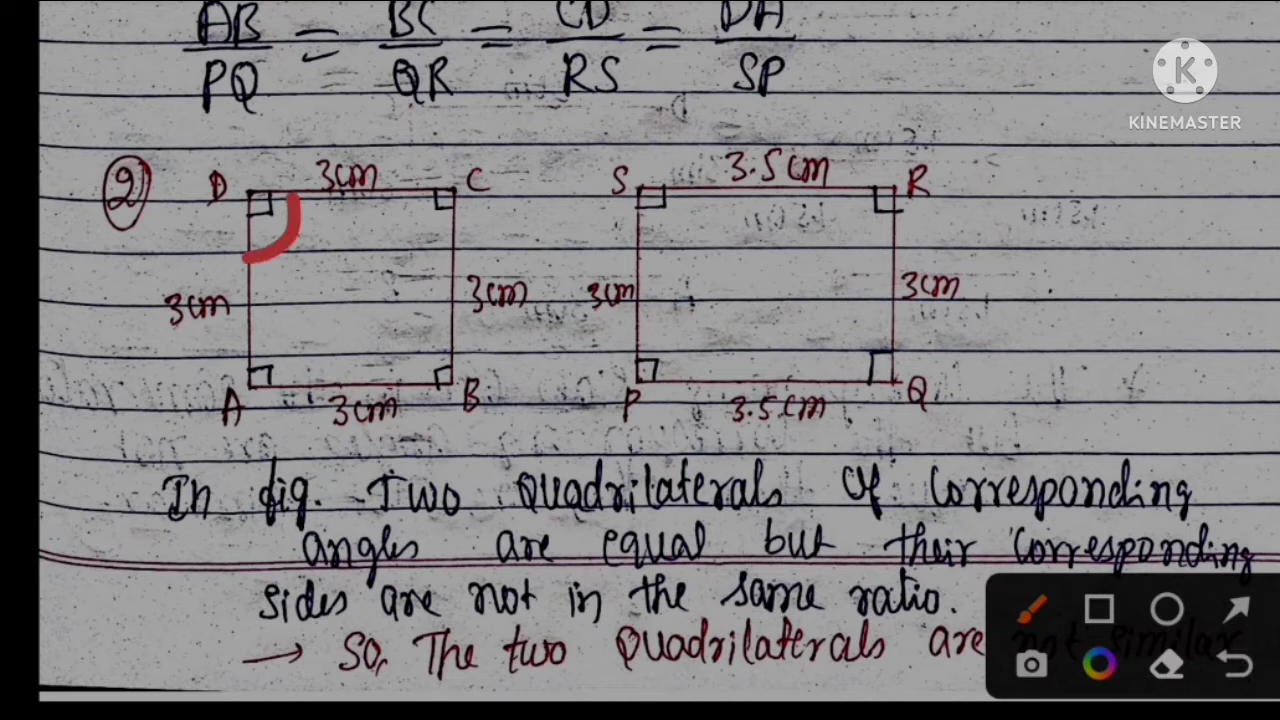 AB/PQ = BC/QR = CD/RS = DA/SP
K
KINEMASTER
2
D 3cm C S 3.5cm R
3cm 3cm 3cm 3cm
A 3cm B P 3.5cm Q
In fig. Two quadrilaterals of corresponding
angles are equal but their corresponding
sides are not in the same ratio.
→ So, The two quadrilaterals are not similar